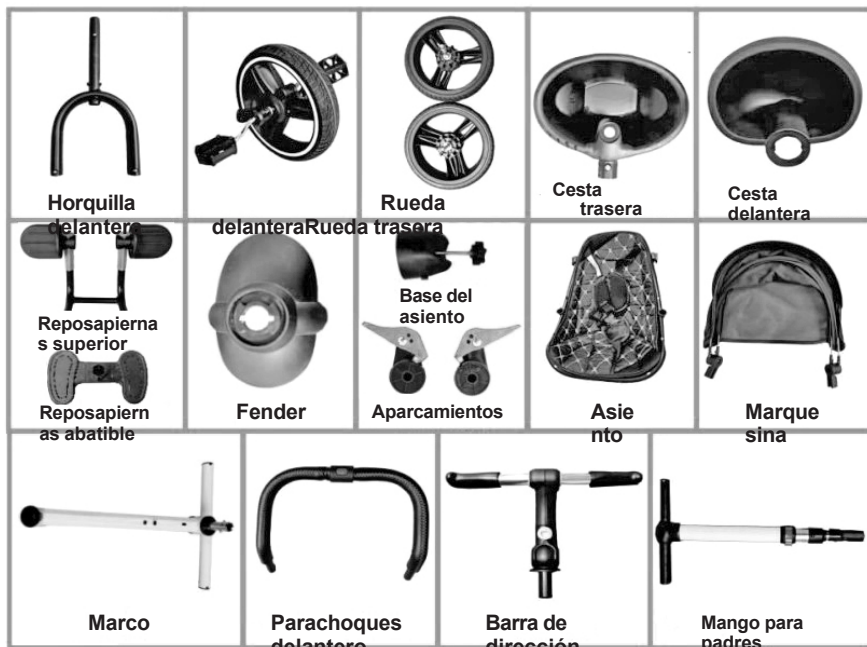 Horquilla
delantera
Rueda
delanteraRueda trasera
Cesta
trasera
Cesta
delantera
Reposapierna
s superior
Reposapiern
as abatible
Fender
Base del
asiento
Aparcamientos
Asie
nto
Marque
sina
Marco
Parachoques
delantero
Barra de
dirección
Mango para
padres